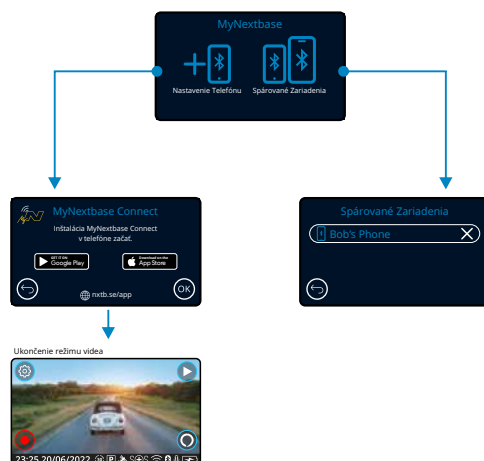 MyNextbase
Nastavenie Telefónu
Spárované Zariadenia
MyNextbase Connect
Inštalácia MyNextbase Connect
v telefóne začať.
GET IT ON
Google Play
Download on the
App Store
nxtb.se/app
OK
Spárované Zariadenia
Bob's Phone
Ukončenie režimu videa
23:25 20/06/2022 P SOS